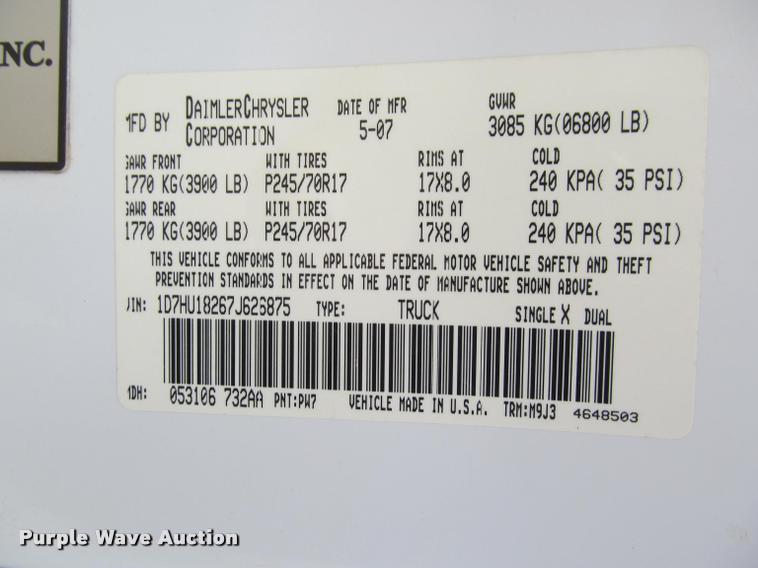 NC.
MFD BY DAIMLERCHRYSLER CORPORATION DATE OF MFR 5-07 GVWR 3085 KG(06800 LB)
GAWR FRONT WITH TIRES RIMS AT COLD
1770 KG(3900 LB) P245/70R17 17X8.0 240 KPA( 35 PSI)
GAWR REAR WITH TIRES RIMS AT COLD
1770 KG(3900 LB) P245/70R17 17X8.0 240 KPA( 35 PSI)
THIS VEHICLE CONFORMS TO ALL APPLICABLE FEDERAL MOTOR VEHICLE SAFETY AND THEFT
PREVENTION STANDARDS IN EFFECT ON THE DATE OF MANUFACTURE SHOWN ABOVE.
VIN: 1D7HU18267J626875 TYPE: TRUCK SINGLE X DUAL
MDH: 053106 732AA PNT:PW7 VEHICLE MADE IN U.S.A. TRM:M9J3 4648503
Purple Wave Auction